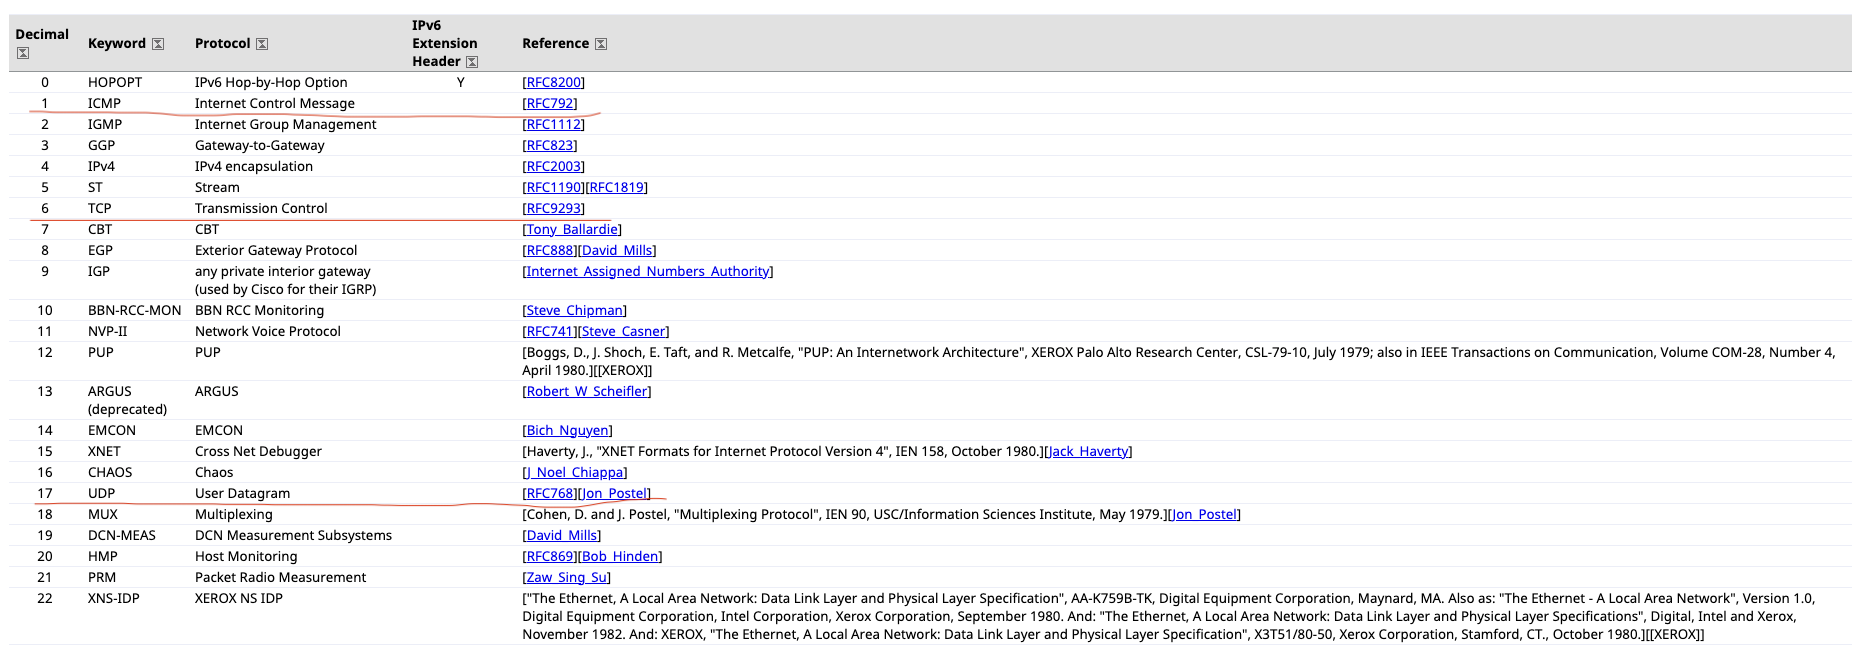 Decimal Keyword Protocol IPv6 Extension Header Reference
0 HOPOPT IPv6 Hop-by-Hop Option Y [RFC8200]
1 ICMP Internet Control Message [RFC792]
2 IGMP Internet Group Management [RFC1112]
3 GGP Gateway-to-Gateway [RFC823]
4 IPv4 IPv4 encapsulation [RFC2003]
5 ST Stream [RFC1190][RFC1819]
6 TCP Transmission Control [RFC9293]
7 CBT CBT [Tony_Ballardie]
8 EGP Exterior Gateway Protocol [RFC888][David_Mills]
9 IGP any private interior gateway [Internet_Assigned_Numbers_Authority]
(used by Cisco for their IGRP)
10 BBN-RCC-MON BBN RCC Monitoring [Steve_Chipman]
11 NVP-II Network Voice Protocol [RFC741][Steve_Casner]
12 PUP PUP [Boggs, D., J. Shoch, E. Taft, and R. Metcalfe, "PUP: An Internetwork Architecture", XEROX Palo Alto Research Center, CSL-79-10, July 1979; also in IEEE Transactions on Communication, Volume COM-28, Number 4,
April 1980.][[XEROX]]
13 ARGUS ARGUS [Robert_W_Scheifler]
(deprecated)
14 EMCON EMCON [Bich_Nguyen]
15 XNET Cross Net Debugger [Haverty, J., "XNET Formats for Internet Protocol Version 4", IEN 158, October 1980.][Jack_Haverty]
16 CHAOS Chaos [J_Noel_Chiappa]
17 UDP User Datagram [RFC768][Jon_Postel]
18 MUX Multiplexing [Cohen, D. and J. Postel, "Multiplexing Protocol", IEN 90, USC/Information Sciences Institute, May 1979.][Jon_Postel]
19 DCN-MEAS DCN Measurement Subsystems [David_Mills]
20 HMP Host Monitoring [RFC869][Bob_Hinden]
21 PRM Packet Radio Measurement [Zaw_Sing_Su]
22 XNS-IDP XEROX NS IDP ["The Ethernet, A Local Area Network: Data Link Layer and Physical Layer Specification", AA-K759B-TK, Digital Equipment Corporation, Maynard, MA. Also as: "The Ethernet - A Local Area Network", Version 1.0,
Digital Equipment Corporation, Intel Corporation, Xerox Corporation, September 1980. And: "The Ethernet, A Local Area Network: Data Link Layer and Physical Layer Specifications", Digital, Intel and Xerox,
November 1982. And: XEROX, "The Ethernet, A Local Area Network: Data Link Layer and Physical Layer Specification", X3T51/80-50, Xerox Corporation, Stamford, CT., October 1980.][[XEROX]]